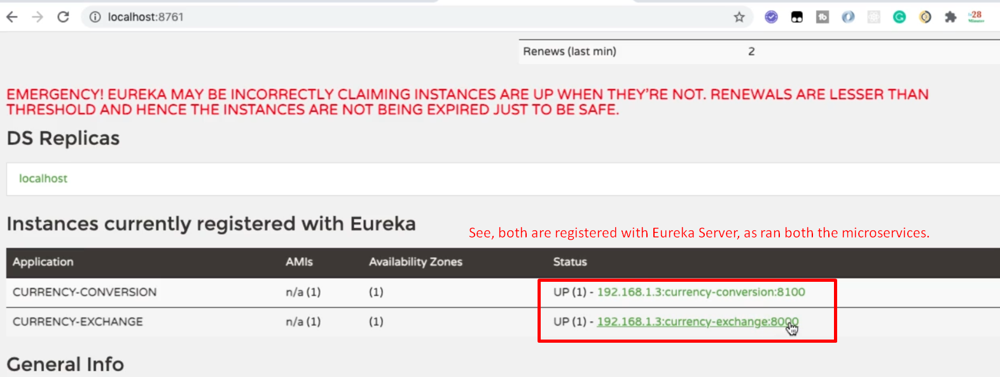 localhost:8761
28
Minutes
Renews (last min) 2
EMERGENCY! EUREKA MAY BE INCORRECTLY CLAIMING INSTANCES ARE UP WHEN THEY'RE NOT. RENEWALS ARE LESSER THAN
THRESHOLD AND HENCE THE INSTANCES ARE NOT BEING EXPIRED JUST TO BE SAFE.
DS Replicas
localhost
Instances currently registered with Eureka
See, both are registered with Eureka Server, as ran both the microservices.
Application AMIs Availability Zones Status
CURRENCY-CONVERSION n/a (1) (1) UP (1) - 192.168.1.3:currency-conversion:8100
CURRENCY-EXCHANGE n/a (1) (1) UP (1) - 192.168.1.3:currency-exchange:8000
General Info